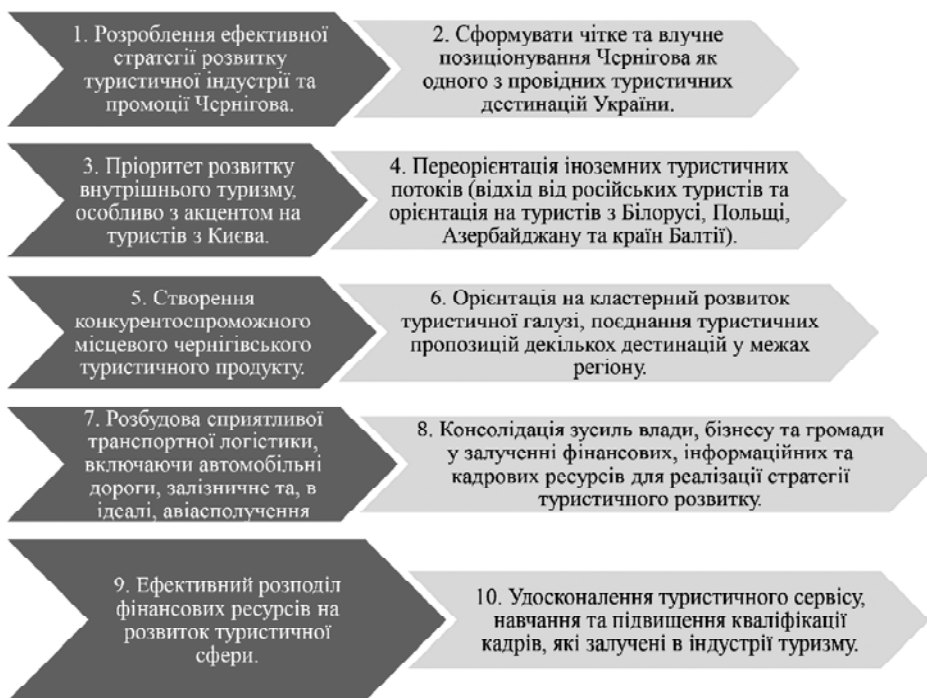 1. Розроблення ефективної
стратегії розвитку
туристичної індустрії та
промоції Чернігова.
2. Сформувати чітке та влучне
позиціонування Чернігова як
одного з провідних туристичних
дестинацій України.
3. Пріоритет розвитку
внутрішнього туризму,
особливо з акцентом на
туристів з Києва.
4. Переорієнтація іноземних туристичних
потоків (відхід від російських туристів та
орієнтація на туристів з Білорусі, Польщі,
Азербайджану та країн Балтії).
5. Створення
конкурентоспроможного
місцевого чернігівського
туристичного продукту.
6. Орієнтація на кластерний розвиток
туристичної галузі, поєднання туристичних
пропозицій декількох дестинацій у межах
регіону.
7. Розбудова сприятливої
транспортної логістики,
включаючи автомобільні
дороги, залізничне та, в
ідеалі, авіасполучення
8. Консолідація зусиль влади, бізнесу та громади
у залученні фінансових, інформаційних та
кадрових ресурсів для реалізації стратегії
туристичного розвитку.
9. Ефективний розподіл
фінансових ресурсів на
розвиток туристичної
сфери.
10. Удосконалення туристичного сервісу,
навчання та підвищення кваліфікації
кадрів, які залучені в індустрії туризму.